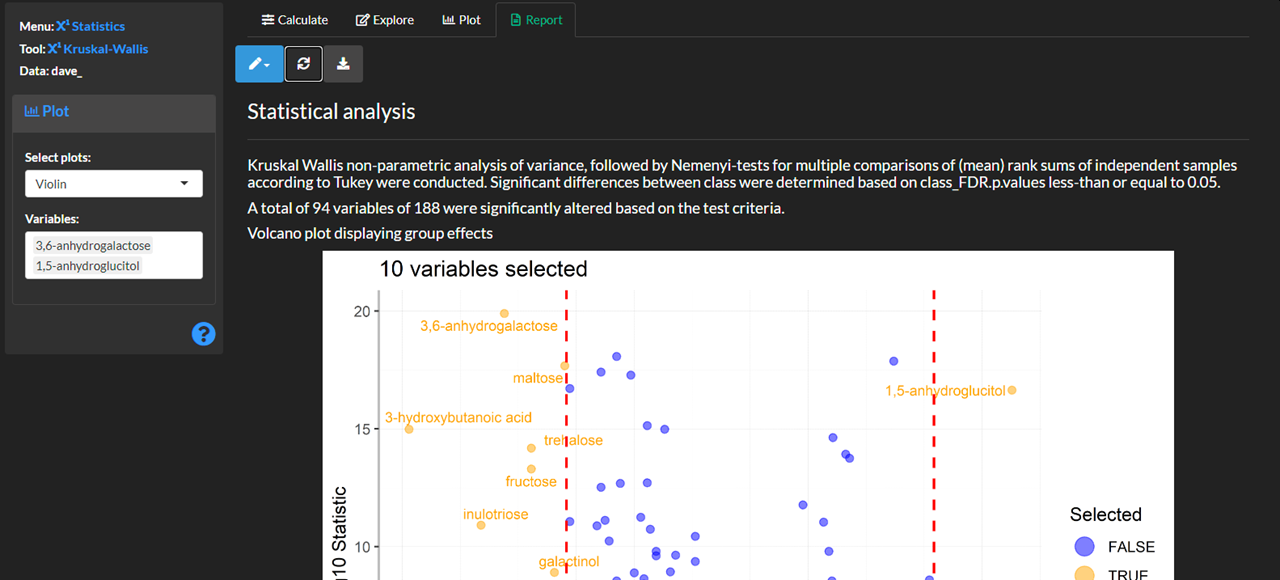 Menu: X¹ Statistics
Tool: X¹ Kruskal-Wallis
Data: dave_
Plot
Select plots:
Violin
Variables:
3,6-anhydrogalactose
1,5-anhydroglucitol
?
Calculate Explore Plot Report
Statistical analysis
Kruskal Wallis non-parametric analysis of variance, followed by Nemenyi-tests for multiple comparisons of (mean) rank sums of independent samples
according to Tukey were conducted. Significant differences between class were determined based on class_FDR.p.values less-than or equal to 0.05.
A total of 94 variables of 188 were significantly altered based on the test criteria.
Volcano plot displaying group effects
10 variables selected
20
3,6-anhydrogalactose
maltose
1,5-anhydroglucitol
3-hydroxybutanoic acid
15
trehalose
fructose
inulotriose
10
galactinol
g10 Statistic
Selected
FALSE
TRUE